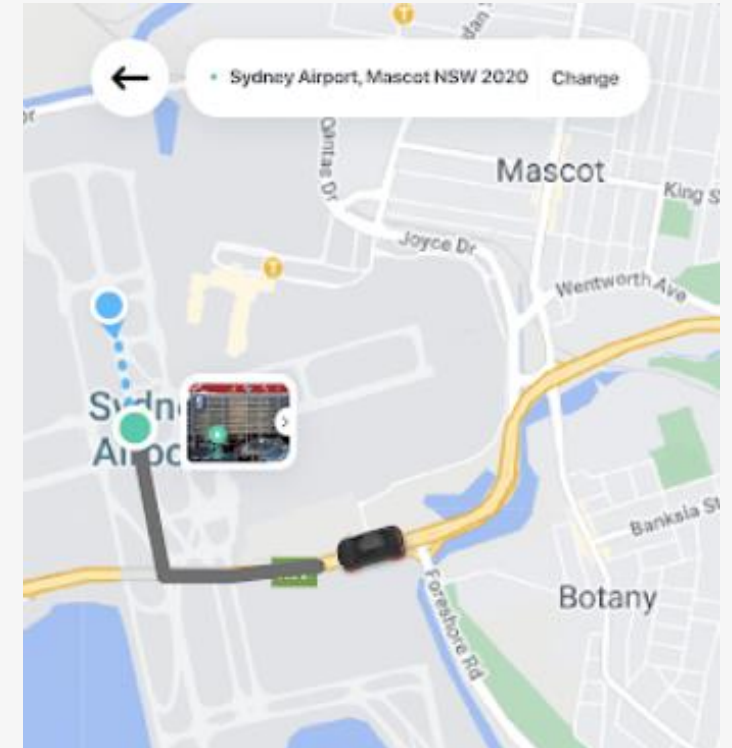 Sydney Airport, Mascot NSW 2020
Change
Qantas Dr
Mascot
King S
Joyce Dr
Wentworth Ave
Banksia St
Botany
Foreshore Rd